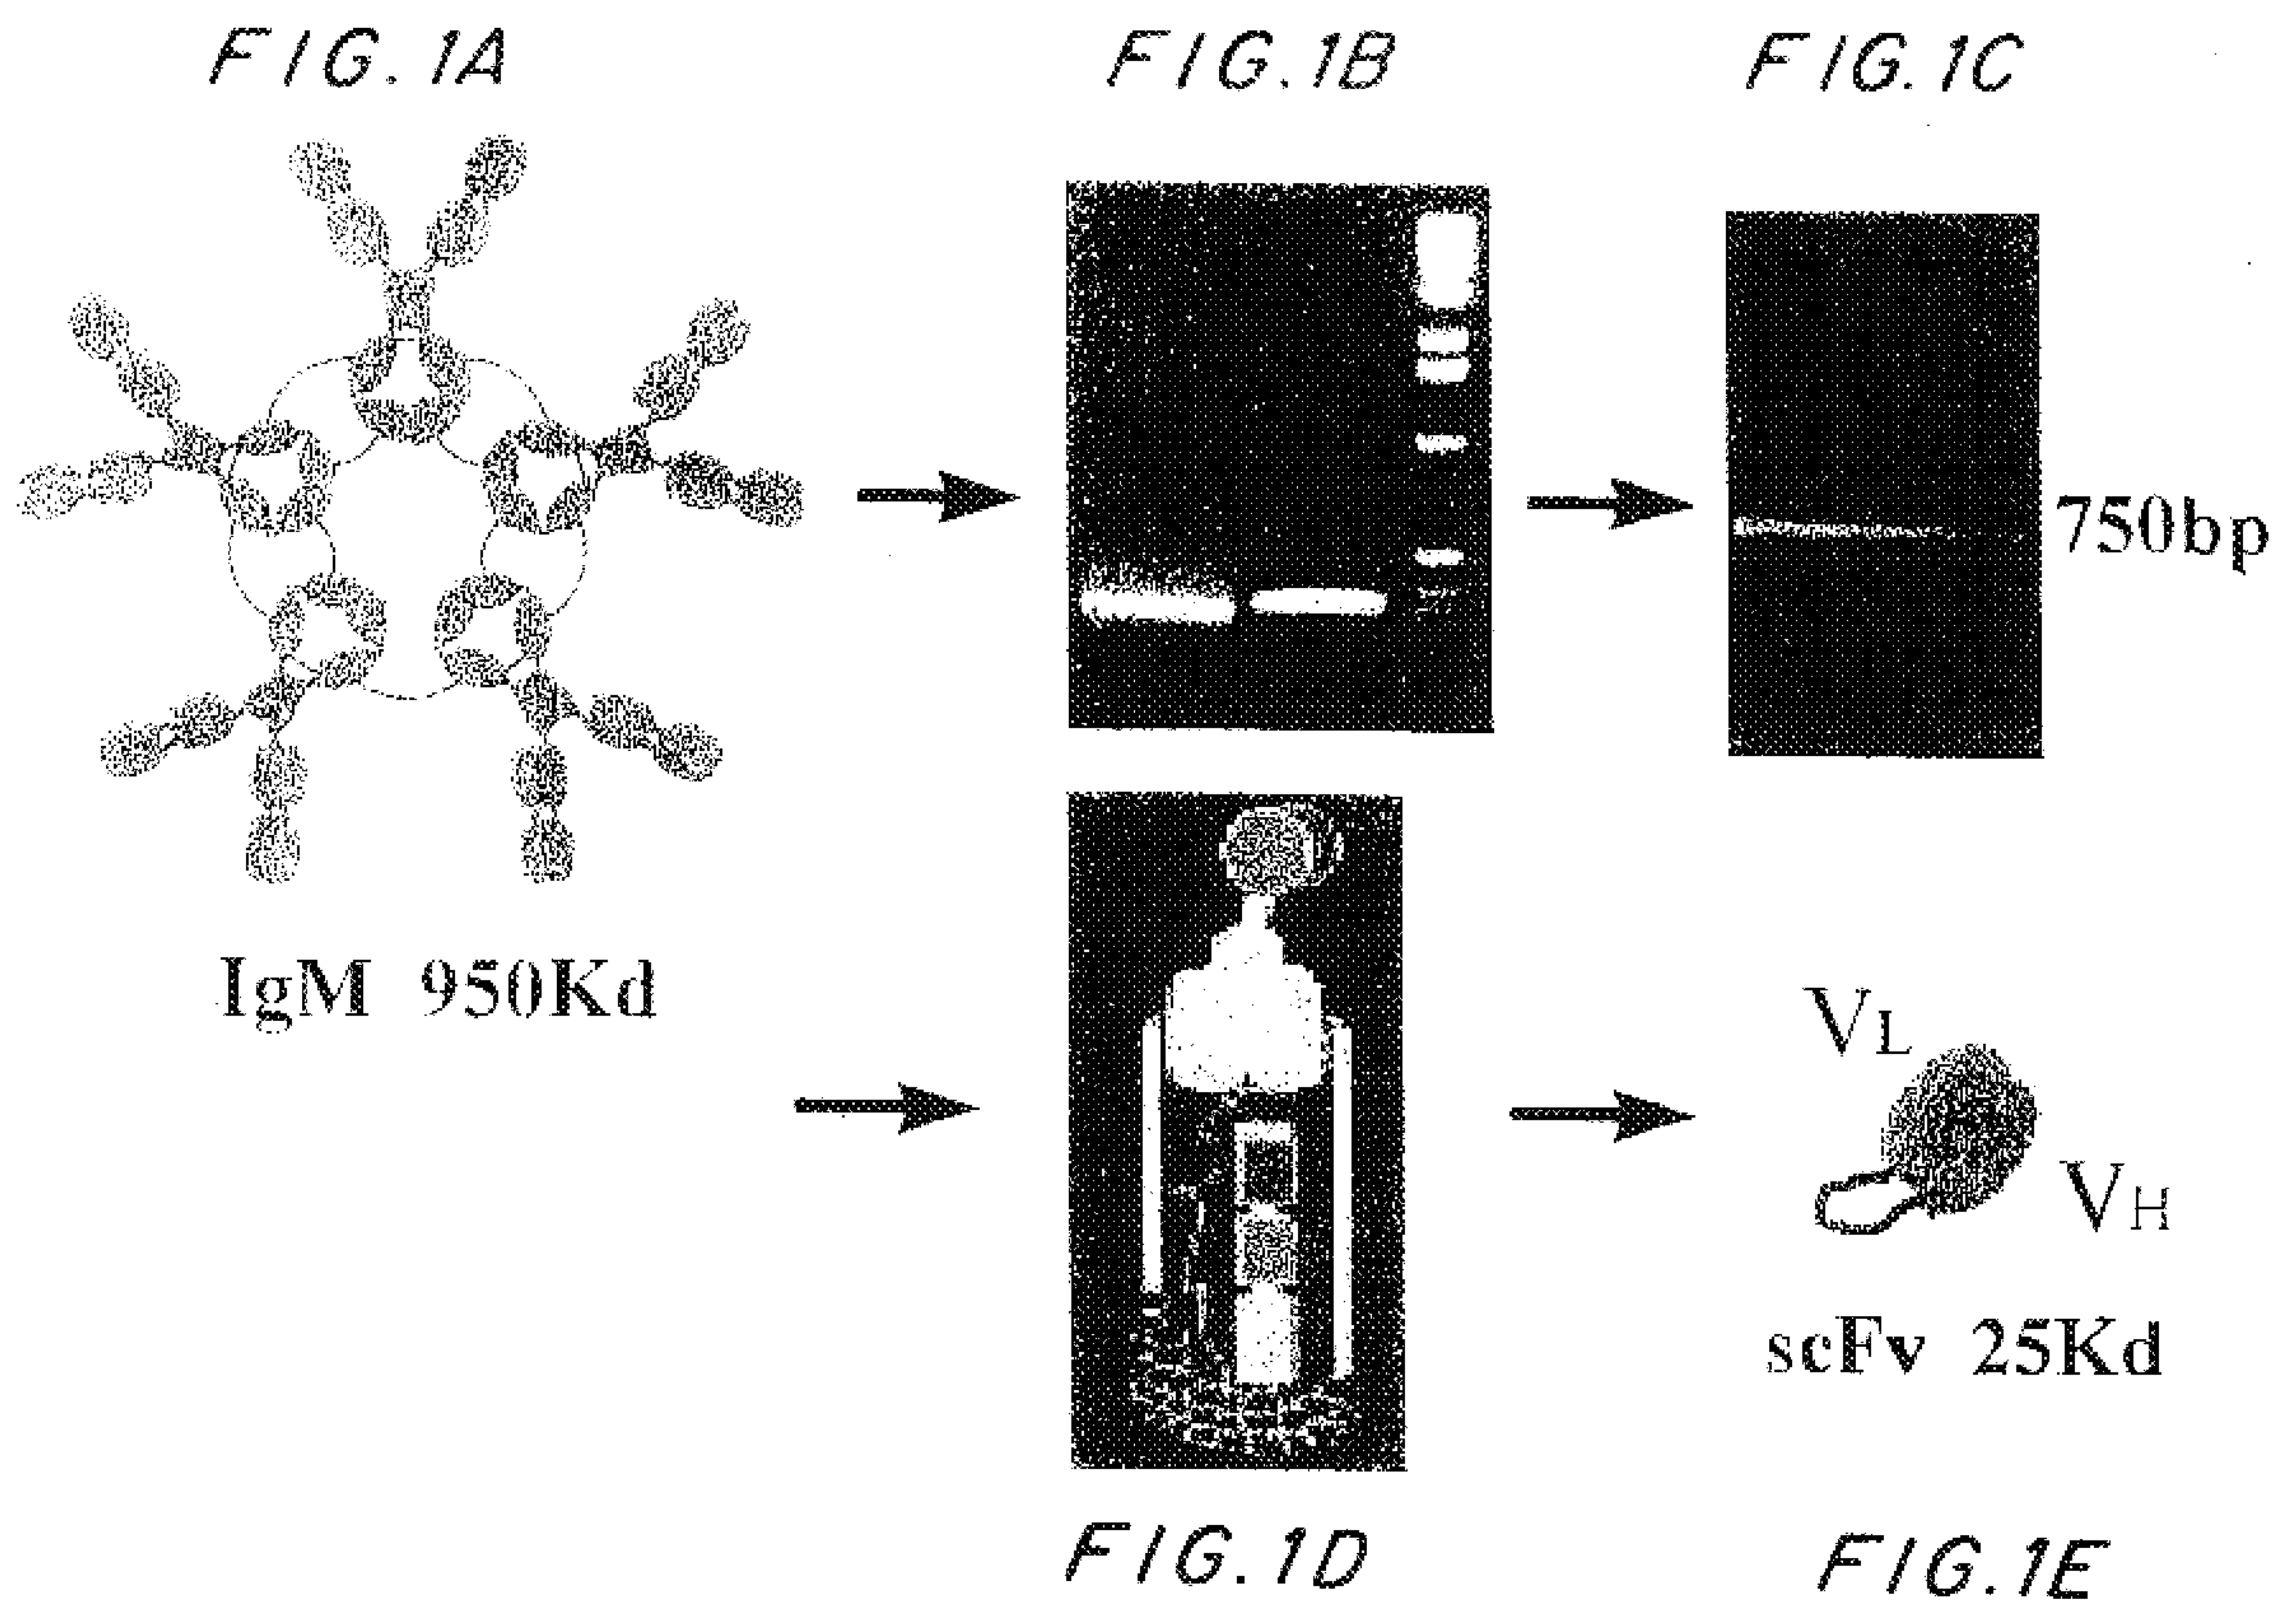 FIG. 1A
FIG. 1B
FIG. 1C
750bp
IgM 950Kd
VL
VH
scFv 25Kd
FIG. 1D
FIG. 1E